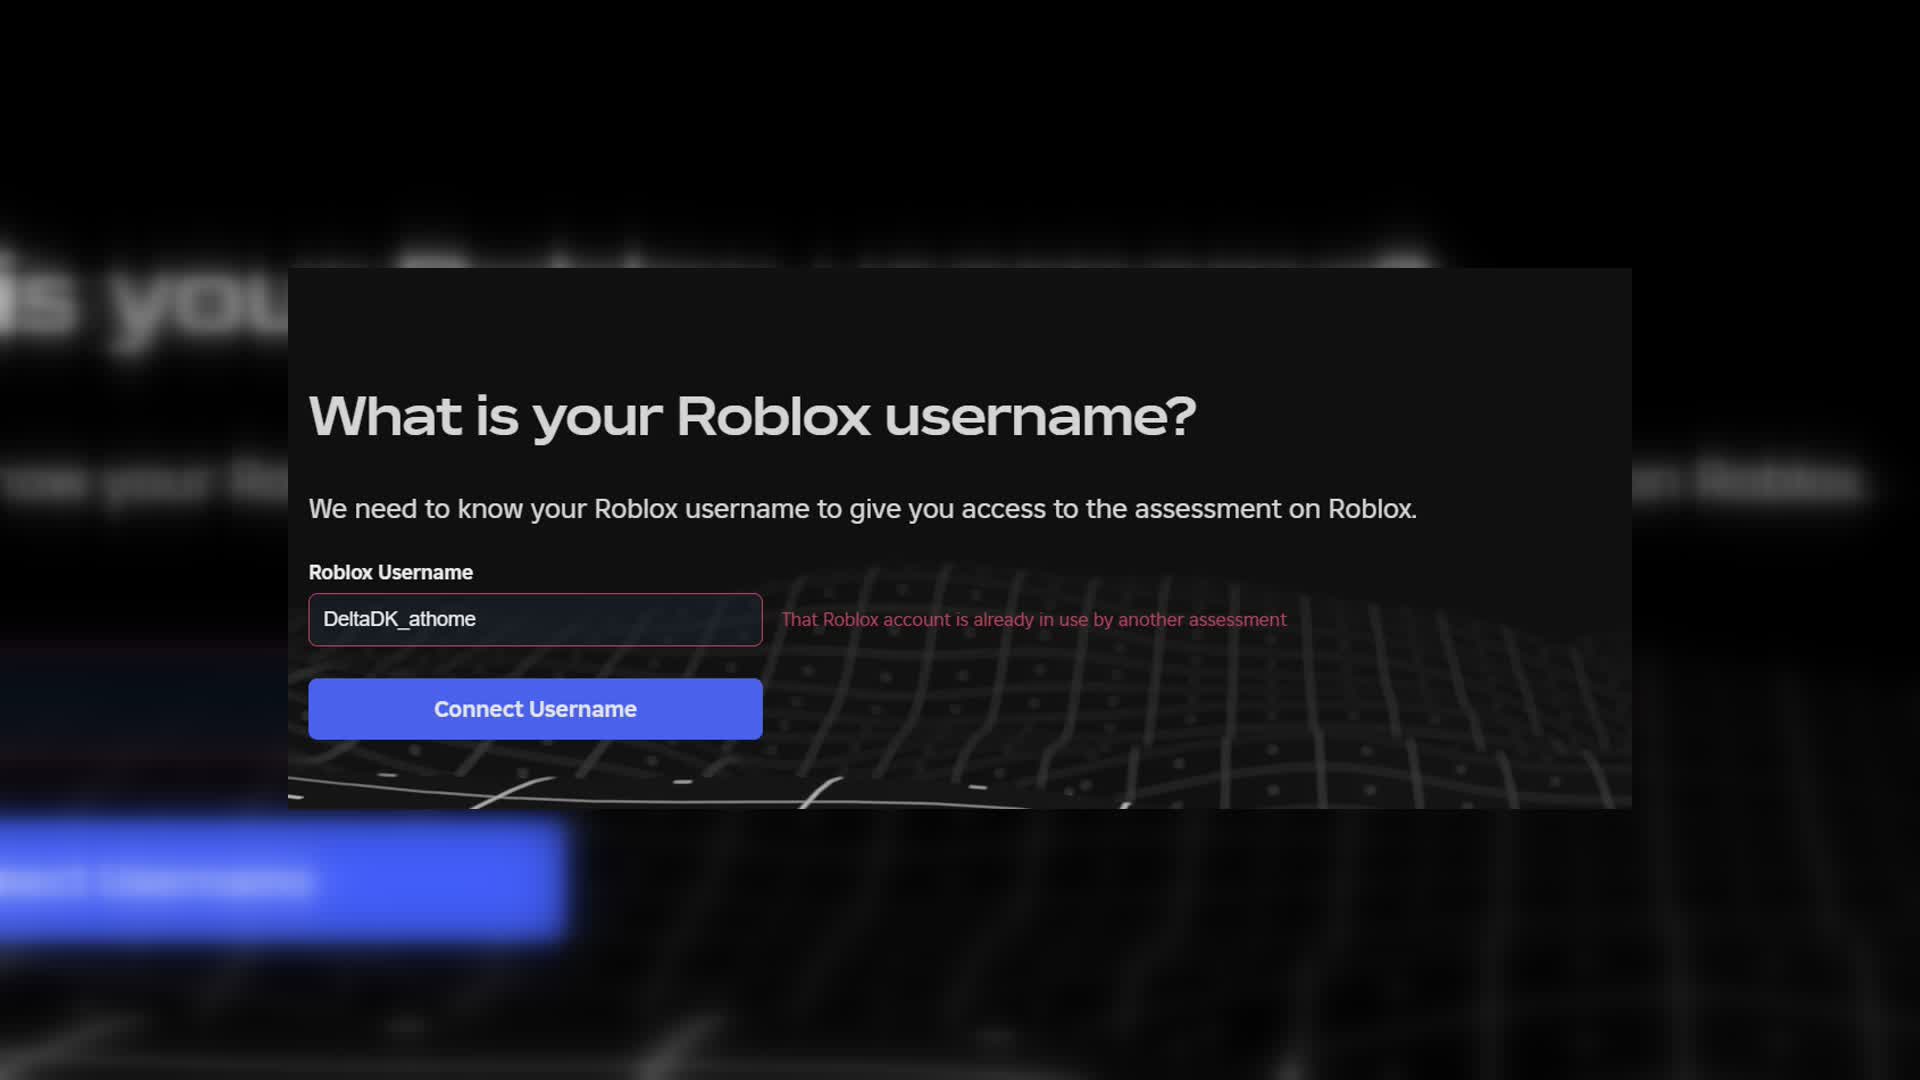 What is your Roblox username?
We need to know your Roblox username to give you access to the assessment on Roblox.
Roblox Username
DeltaDK_athome
That Roblox account is already in use by another assessment
Connect Username